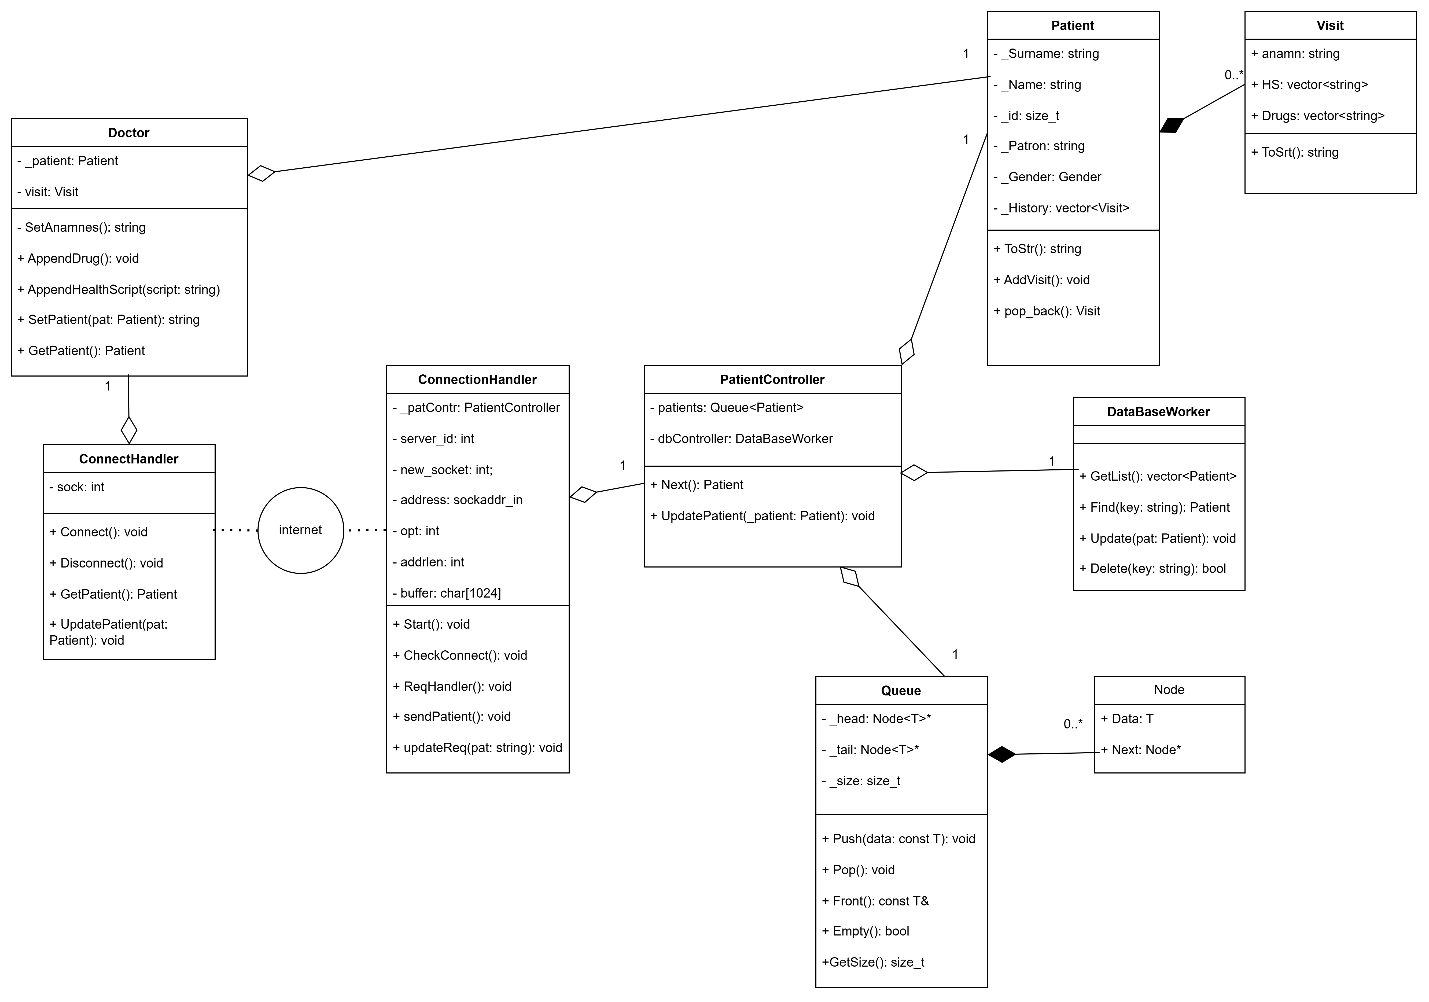 Patient
- _Surname: string
- _Name: string
- _id: size_t
- _Patron: string
- _Gender: Gender
- _History: vector<Visit>
+ ToStr(): string
+ AddVisit(): void
+ pop_back(): Visit
Visit
+ anamn: string
+ HS: vector<string>
+ Drugs: vector<string>
+ ToSrt(): string
1
0..*
1
Doctor
- _patient: Patient
- visit: Visit
- SetAnamnes(): string
+ AppendDrug(): void
+ AppendHealthScript(script: string)
+ SetPatient(pat: Patient): string
+ GetPatient(): Patient
1
ConnectHandler
- sock: int
+ Connect(): void
+ Disconnect(): void
+ GetPatient(): Patient
+ UpdatePatient(pat:
Patient): void
internet
ConnectionHandler
- _patContr: PatientController
- server_id: int
- new_socket: int;
- address: sockaddr_in
- opt: int
- addrlen: int
- buffer: char[1024]
+ Start(): void
+ CheckConnect(): void
+ ReqHandler(): void
+ sendPatient(): void
+ updateReq(pat: string): void
1
PatientController
- patients: Queue<Patient>
- dbController: DataBaseWorker
+ Next(): Patient
+ UpdatePatient(_patient: Patient): void
1
DataBaseWorker
+ GetList(): vector<Patient>
+ Find(key: string): Patient
+ Update(pat: Patient): void
+ Delete(key: string): bool
1
Queue
- _head: Node<T>*
- _tail: Node<T>*
- _size: size_t
+ Push(data: const T): void
+ Pop(): void
+ Front(): const T&
+ Empty(): bool
+GetSize(): size_t
0..*
Node
+ Data: T
+ Next: Node*